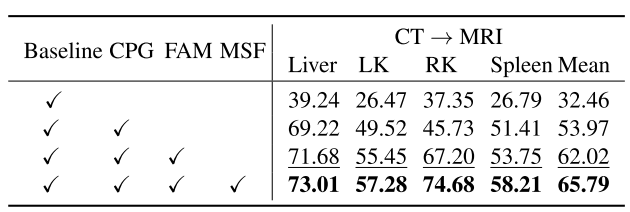 CT → MRI
Baseline CPG FAM MSF
Liver LK RK Spleen Mean
✓ 39.24 26.47 37.35 26.79 32.46
✓ ✓ 69.22 49.52 45.73 51.41 53.97
✓ ✓ ✓ 71.68 55.45 67.20 53.75 62.02
✓ ✓ ✓ ✓ 73.01 57.28 74.68 58.21 65.79